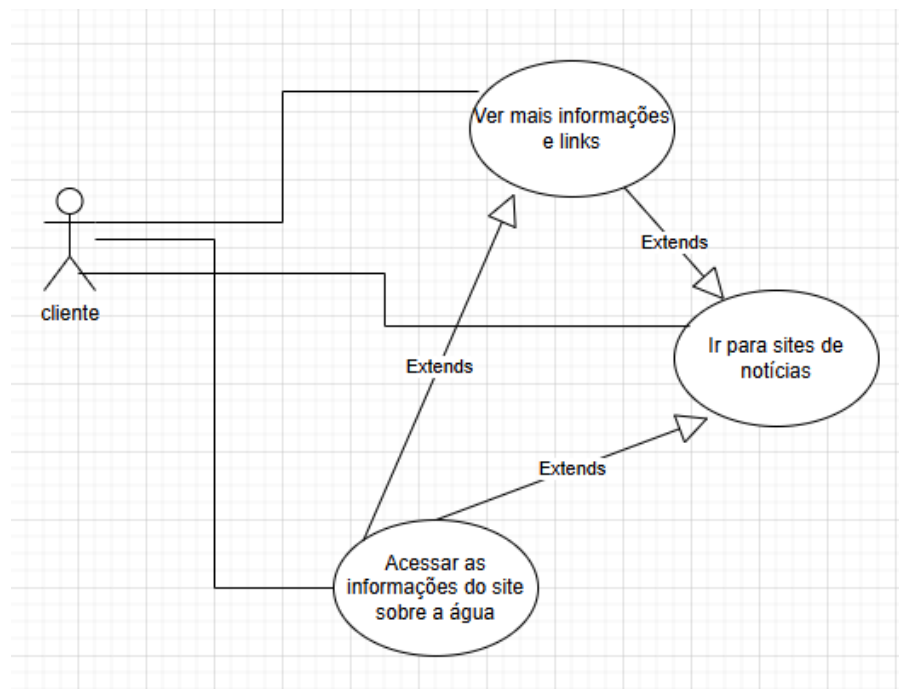 Ver mais informações
e links
Extends
cliente
Ir para sites de
notícias
Extends
Extends
Acessar as
informações do site
sobre a água